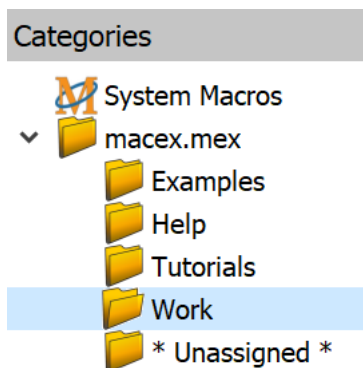 Categories
System Macros
macex.mex
Examples
Help
Tutorials
Work
* Unassigned *